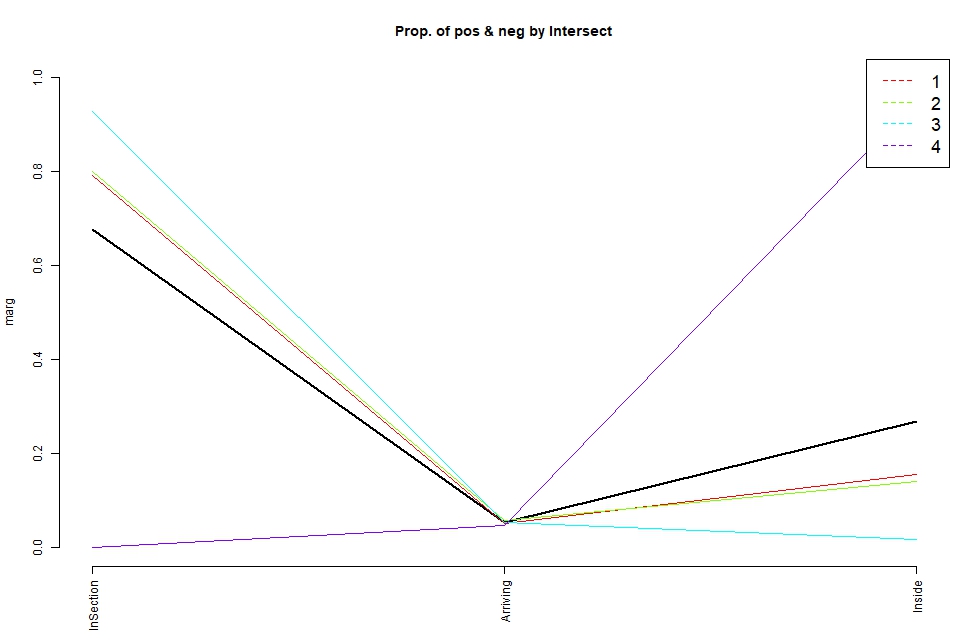 Prop. of pos & neg by Intersect
1
2
3
4
marg
1.0
0.8
0.6
0.4
0.2
0.0
InSection
Arriving
Inside